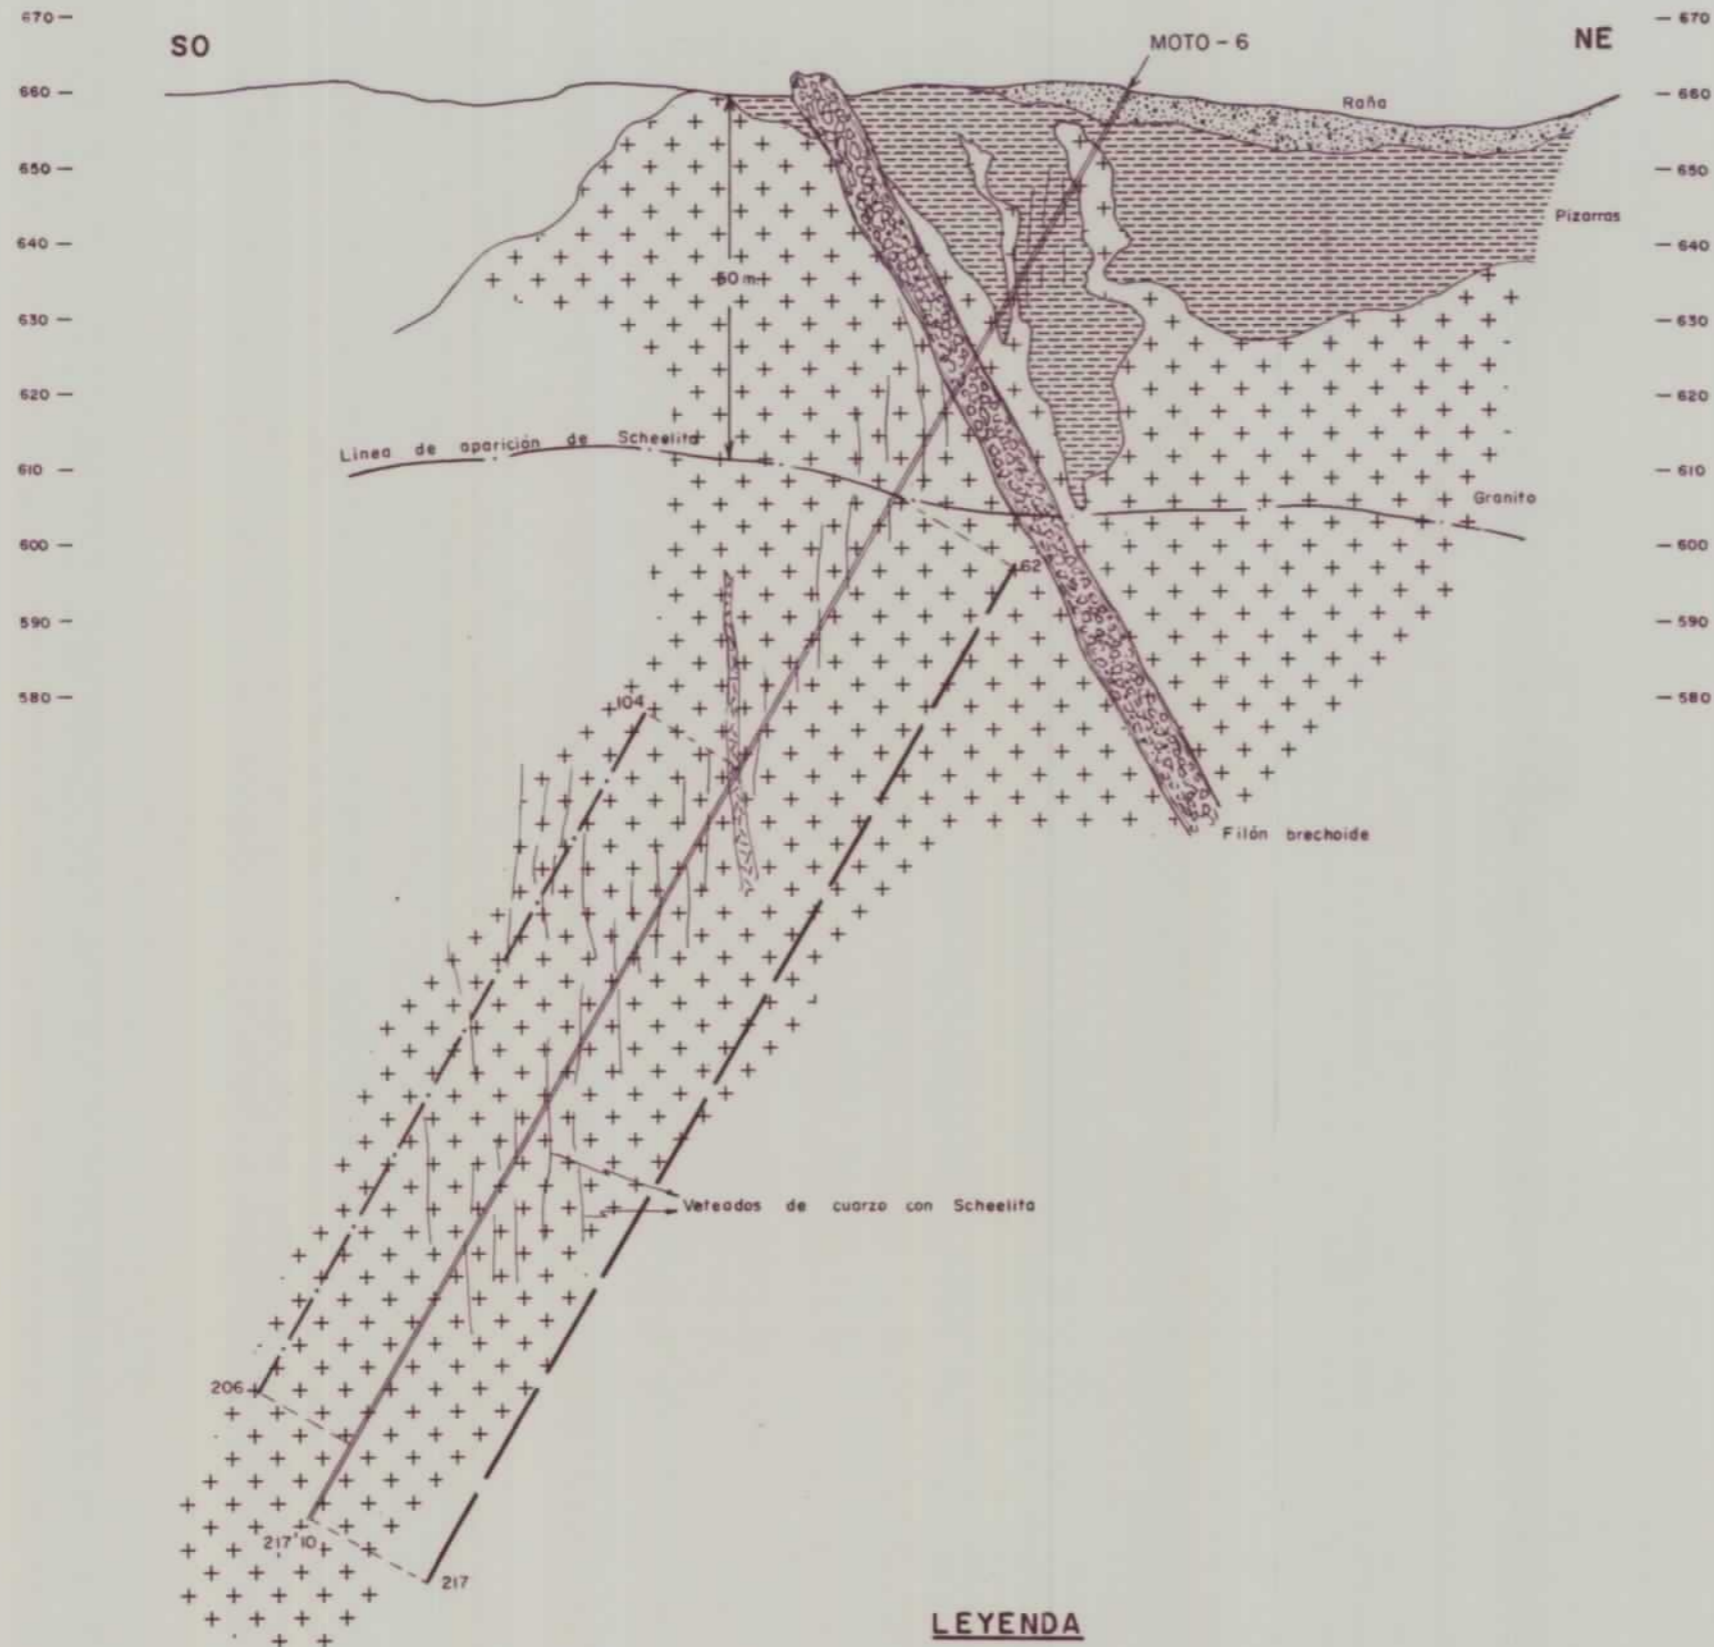 670 — — 670
SO MOTO - 6 NE
660 — — 660
Raña
650 — — 650
Pizarras
640 — — 640
50 m.
630 — — 630
620 — — 620
Linea de aparición de Scheelita
610 — — 610
Granito
600 — — 600
62
590 — — 590
580 — — 580
104
Filón brechoide
Veteados de cuarzo con Scheelita
206
217'10
217
LEYENDA